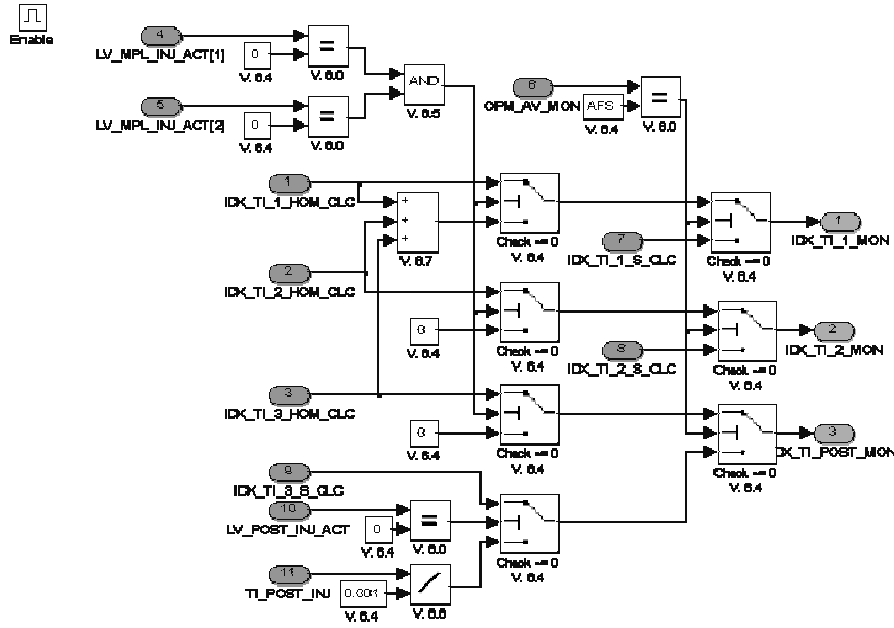 Enable
4
LV_MPL_INJ_ACT[1]
0
V. 6.4
=
V. 6.0
5
LV_MPL_INJ_ACT[2]
0
V. 6.4
=
V. 6.0
AND
V. 6.5
6
OPM_AV_MON
AFS
V. 6.4
=
V. 6.0
1
IDX_TI_1_HOM_CLC
+
+
+
V. 6.7
Check ~= 0
V. 6.4
7
IDX_TI_1_S_CLC
Check ~= 0
V. 6.4
1
IDX_TI_1_MON
2
IDX_TI_2_HOM_CLC
0
V. 6.4
Check ~= 0
V. 6.4
8
IDX_TI_2_S_CLC
Check ~= 0
V. 6.4
2
IDX_TI_2_MON
3
IDX_TI_3_HOM_CLC
0
V. 6.4
Check ~= 0
V. 6.4
Check ~= 0
V. 6.4
3
DX_TI_POST_MON
9
IDX_TI_3_S_CLC
10
LV_POST_INJ_ACT
0
V. 6.4
=
V. 6.0
Check ~= 0
V. 6.4
11
TI_POST_INJ
0.004
V. 6.4
V. 6.6